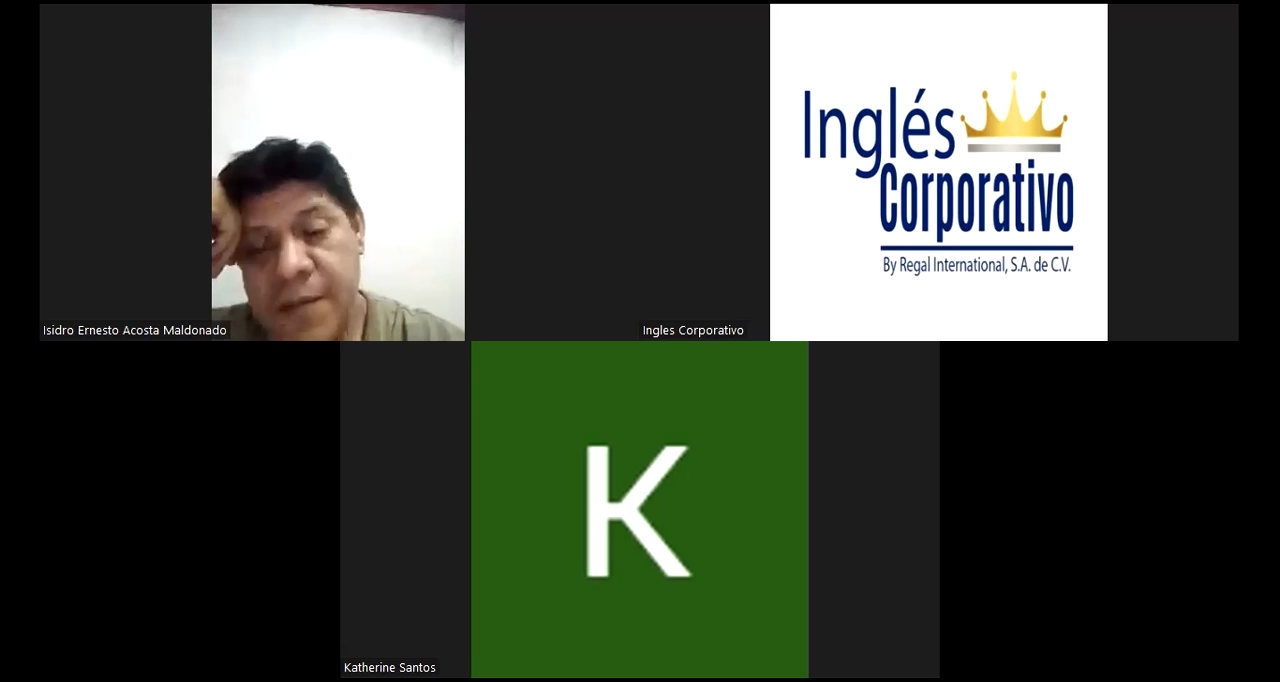 Inglés
Corporativo
By Regal International, S.A. de C.V.
Isidro Ernesto Acosta Maldonado
Ingles Corporativo
K
Katherine Santos